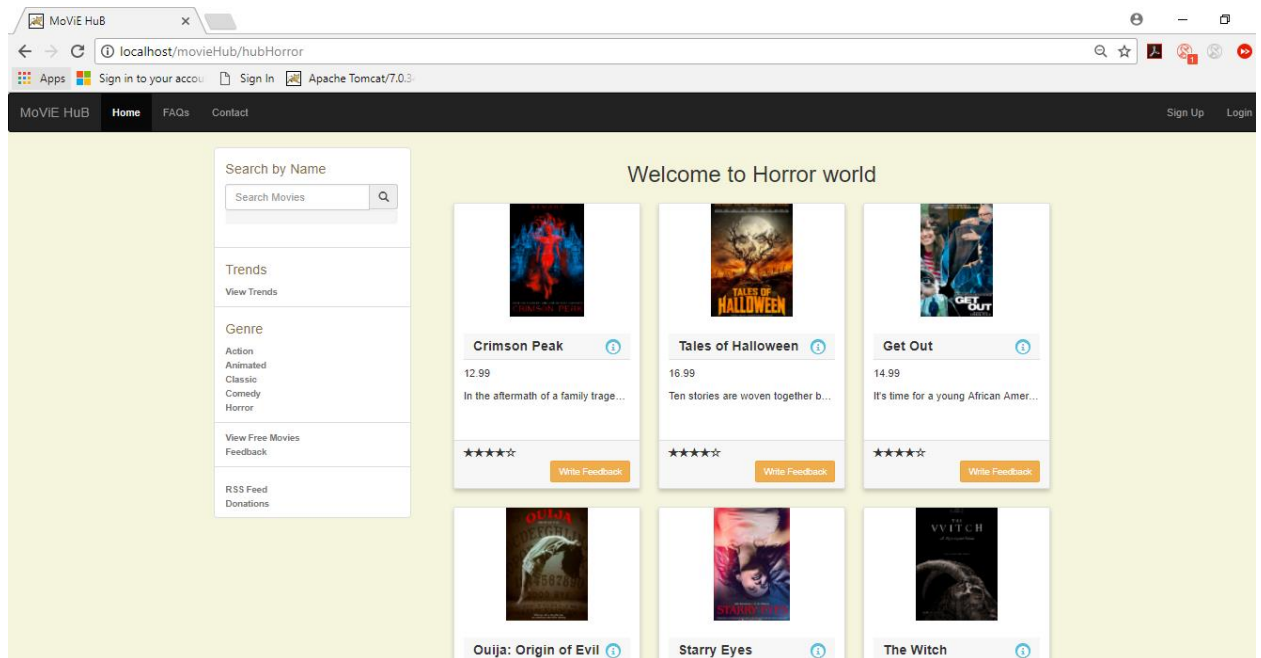 MoViE HuB
localhost/movieHub/hubHorror
Apps Sign in to your accou Sign In Apache Tomcat/7.0.3
MoViE HuB Home FAQs Contact Sign Up Login
Search by Name
Search Movies
Trends
View Trends
Genre
Action
Animated
Classic
Comedy
Horror
View Free Movies
Feedback
RSS Feed
Donations
Welcome to Horror world
CRIMSON PEAK
TALES OF
HALLOWEEN
GET
OUT
Crimson Peak
12.99
In the aftermath of a family trage...
★★★★☆
Write Feedback
Tales of Halloween
16.99
Ten stories are woven together b...
★★★★☆
Write Feedback
Get Out
14.99
It's time for a young African Amer...
★★★★☆
Write Feedback
OUIJA
STARRY EYES
THE
VVITCH
Ouija: Origin of Evil
Starry Eyes
The Witch